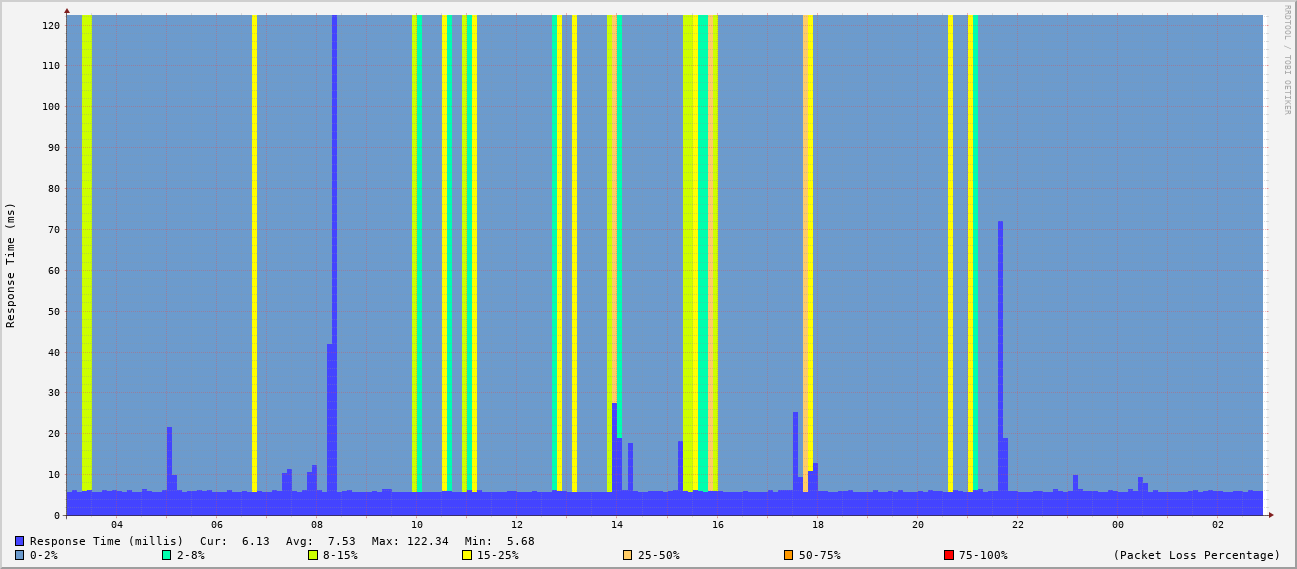 RRDTOOL / TOBI OETIKER
Response Time (ms)
120
110
100
90
80
70
60
50
40
30
20
10
0
04 06 08 10 12 14 16 18 20 22 00 02
Response Time (millis) Cur: 6.13 Avg: 7.53 Max: 122.34 Min: 5.68
0-2% 2-8% 8-15% 15-25% 25-50% 50-75% 75-100% (Packet Loss Percentage)